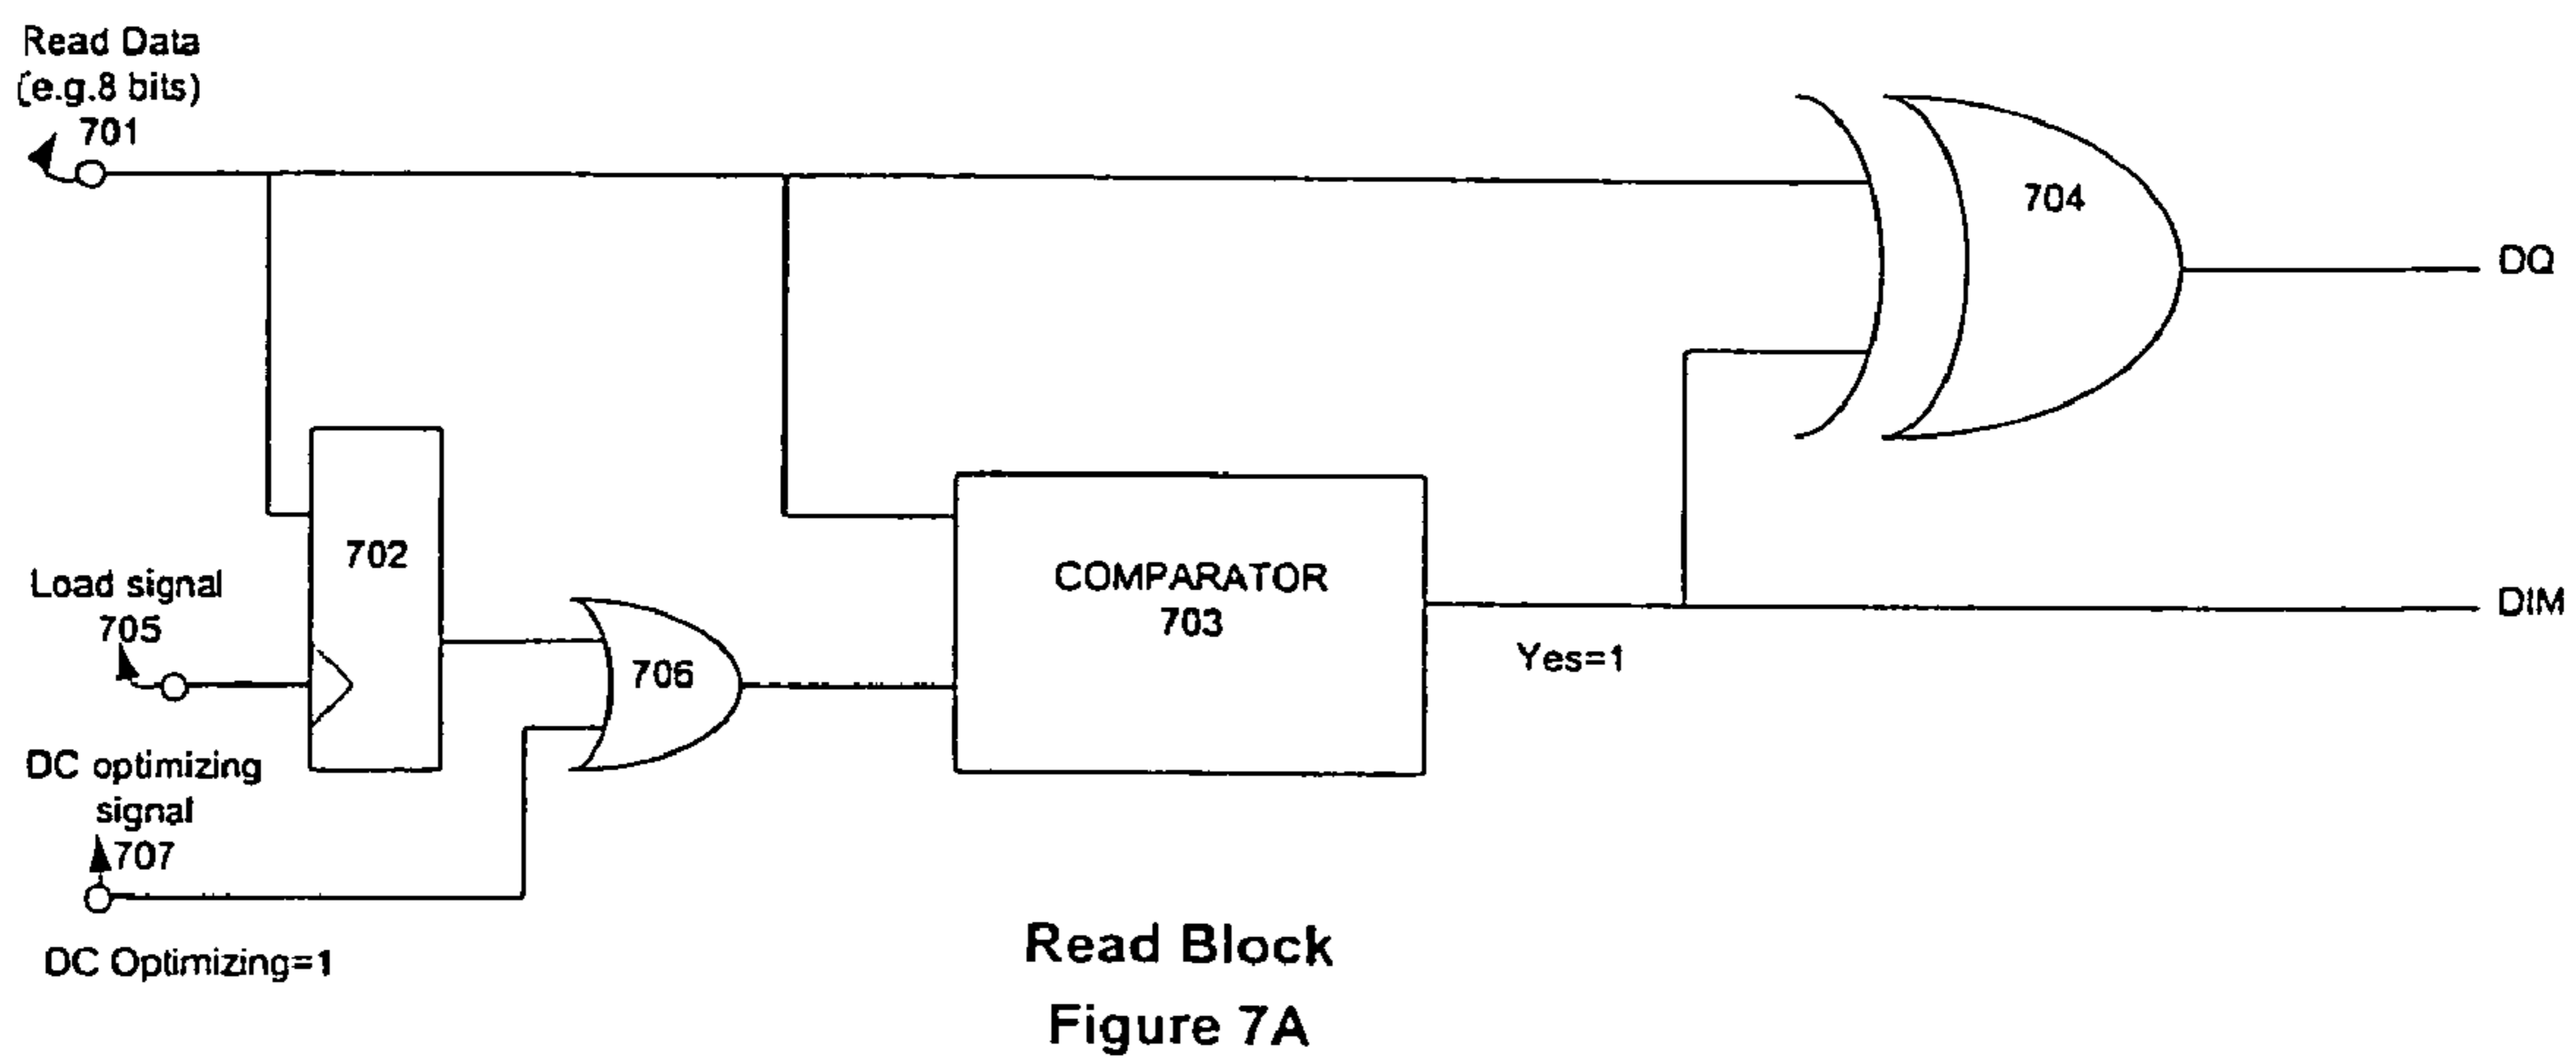 Read Data
(e.g.8 bits)
701
704
DQ
702
Load signal
705
COMPARATOR
703
706
DIM
Yes=1
DC optimizing
signal
707
DC Optimizing=1
Read Block
Figure 7A